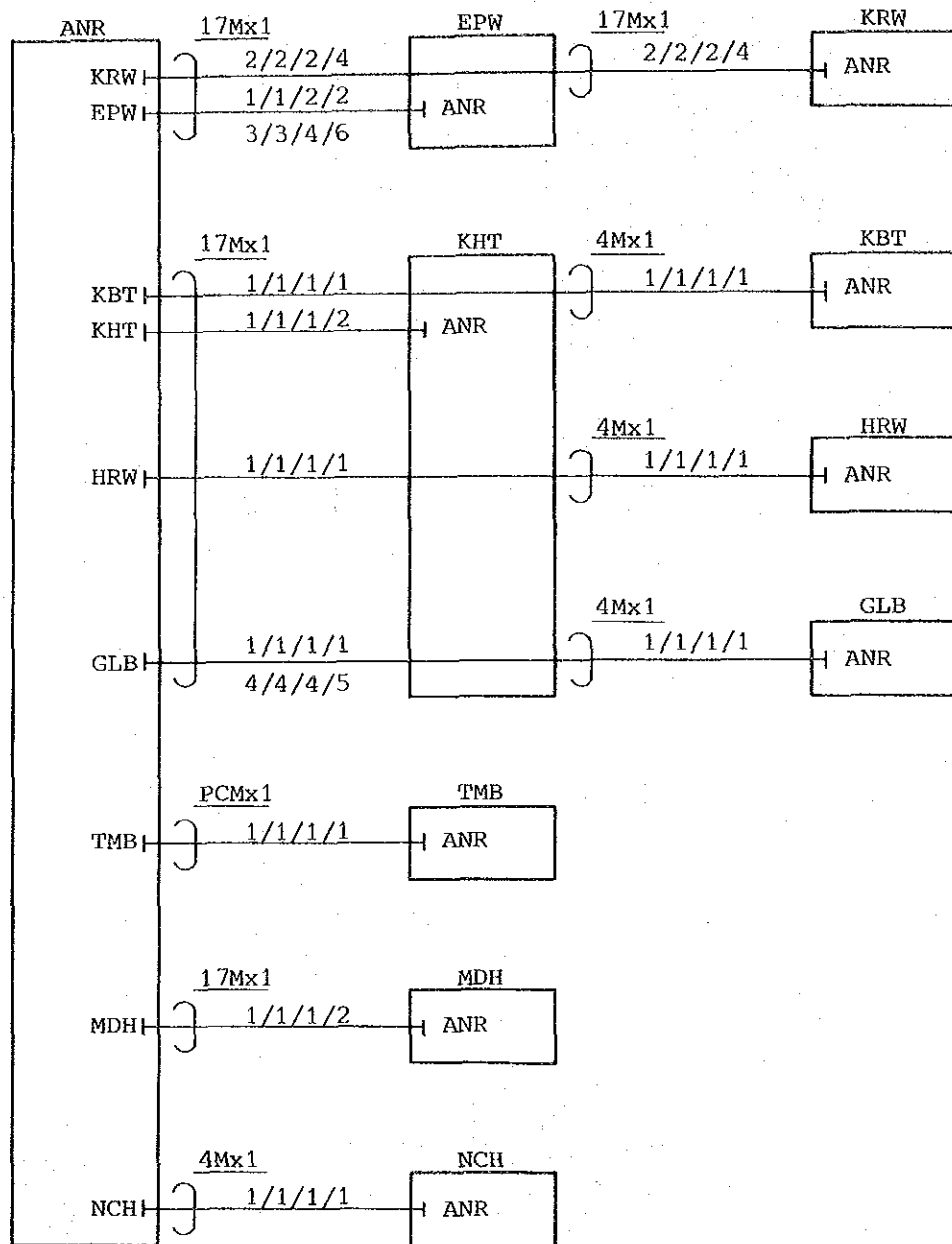 ANR 17Mx1 EPW 17Mx1 KRW
KRW 2/2/2/4 2/2/2/4 ANR
EPW 1/1/2/2 ANR
3/3/4/6
17Mx1 KHT 4Mx1 KBT
KBT 1/1/1/1 1/1/1/1 ANR
KHT 1/1/1/2 ANR
4Mx1 HRW
HRW 1/1/1/1 1/1/1/1 ANR
4Mx1 GLB
GLB 1/1/1/1 1/1/1/1 ANR
4/4/4/5
PCMx1 TMB
TMB 1/1/1/1 ANR
17Mx1 MDH
MDH 1/1/1/2 ANR
4Mx1 NCH
NCH 1/1/1/1 ANR